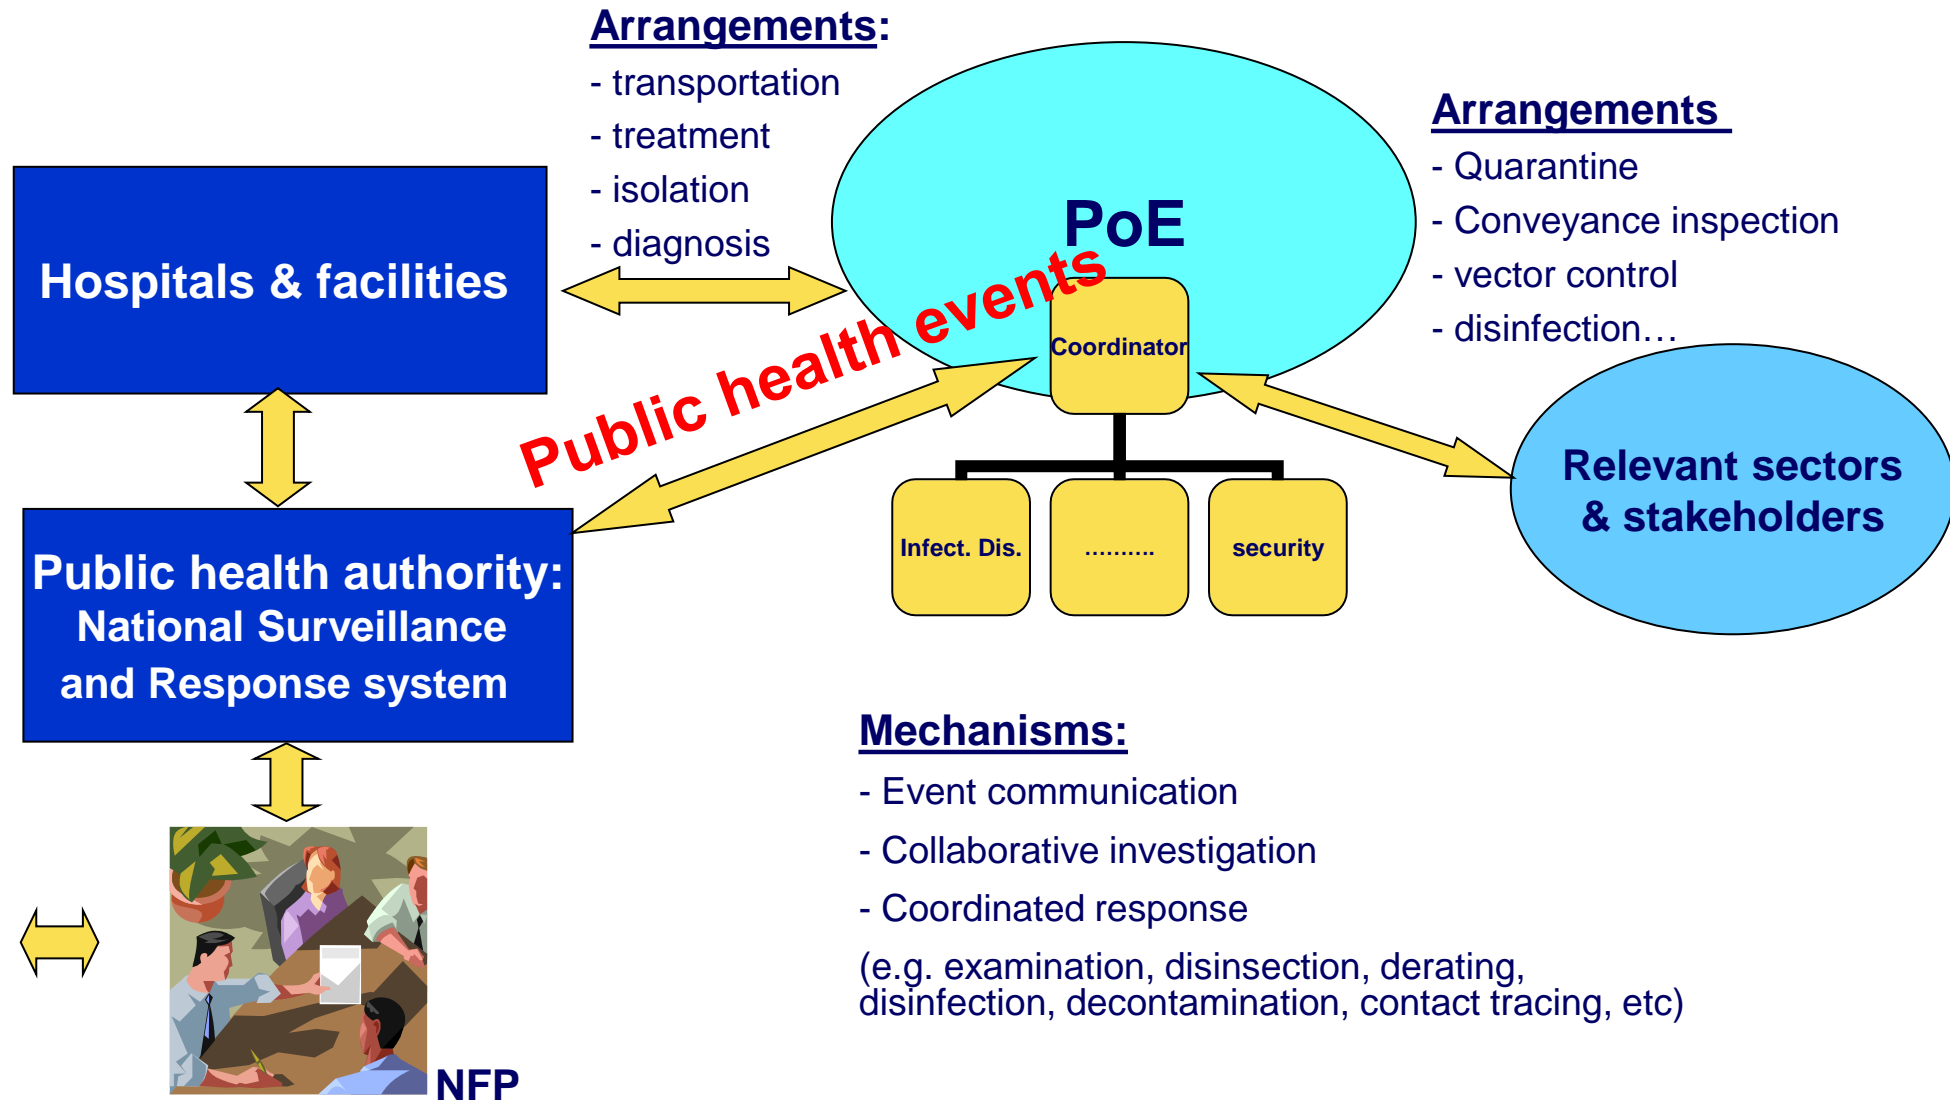 Arrangements:
- transportation
- treatment
- isolation
- diagnosis
PoE
Arrangements
- Quarantine
- Conveyance inspection
- vector control
- disinfection…
Hospitals & facilities
Public health events
Coordinator
Infect. Dis.
……….
security
Relevant sectors
& stakeholders
Public health authority:
National Surveillance
and Response system
Mechanisms:
- Event communication
- Collaborative investigation
- Coordinated response
(e.g. examination, disinsection, derating,
disinfection, decontamination, contact tracing, etc)
NFP